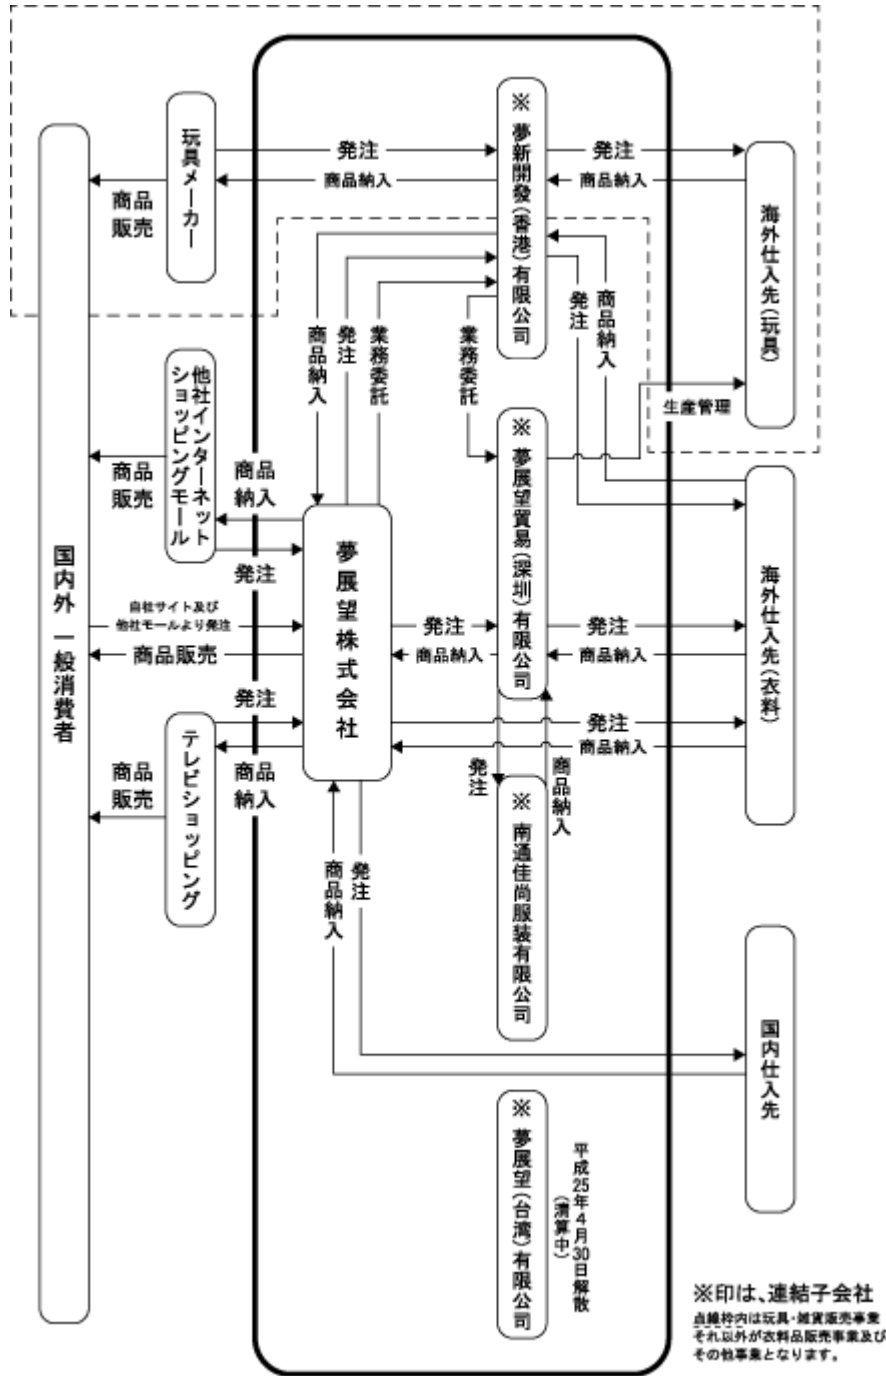 国内外 一般消費者
玩具メーカー
商品
販売
発注
商品納入
※ 夢新開發(香港)有限公司
発注
商品納入
海外仕入先(玩具)
商品納入
発注
業務委託
業務委託
発注
商品納入
生産管理
他社インターネット
ショッピングモール
商品
販売
商品
納入
発注
自社サイト及び
他社モールより発注
商品販売
夢展望株式会社
発注
商品納入
※ 夢展望貿易(深圳)有限公司
発注
商品納入
海外仕入先(衣料)
発注
商品
納入
テレビショッピング
商品
販売
発注
商品納入
発注
商品納入
※ 南通佳尚服装有限公司
商品納入
発注
国内仕入先
※ 夢展望(台湾)有限公司
平成25年4月30日解散
(清算中)
※印は、連結子会社
点線枠内は玩具・雑貨販売事業
それ以外が衣料品販売事業及び
その他事業となります。